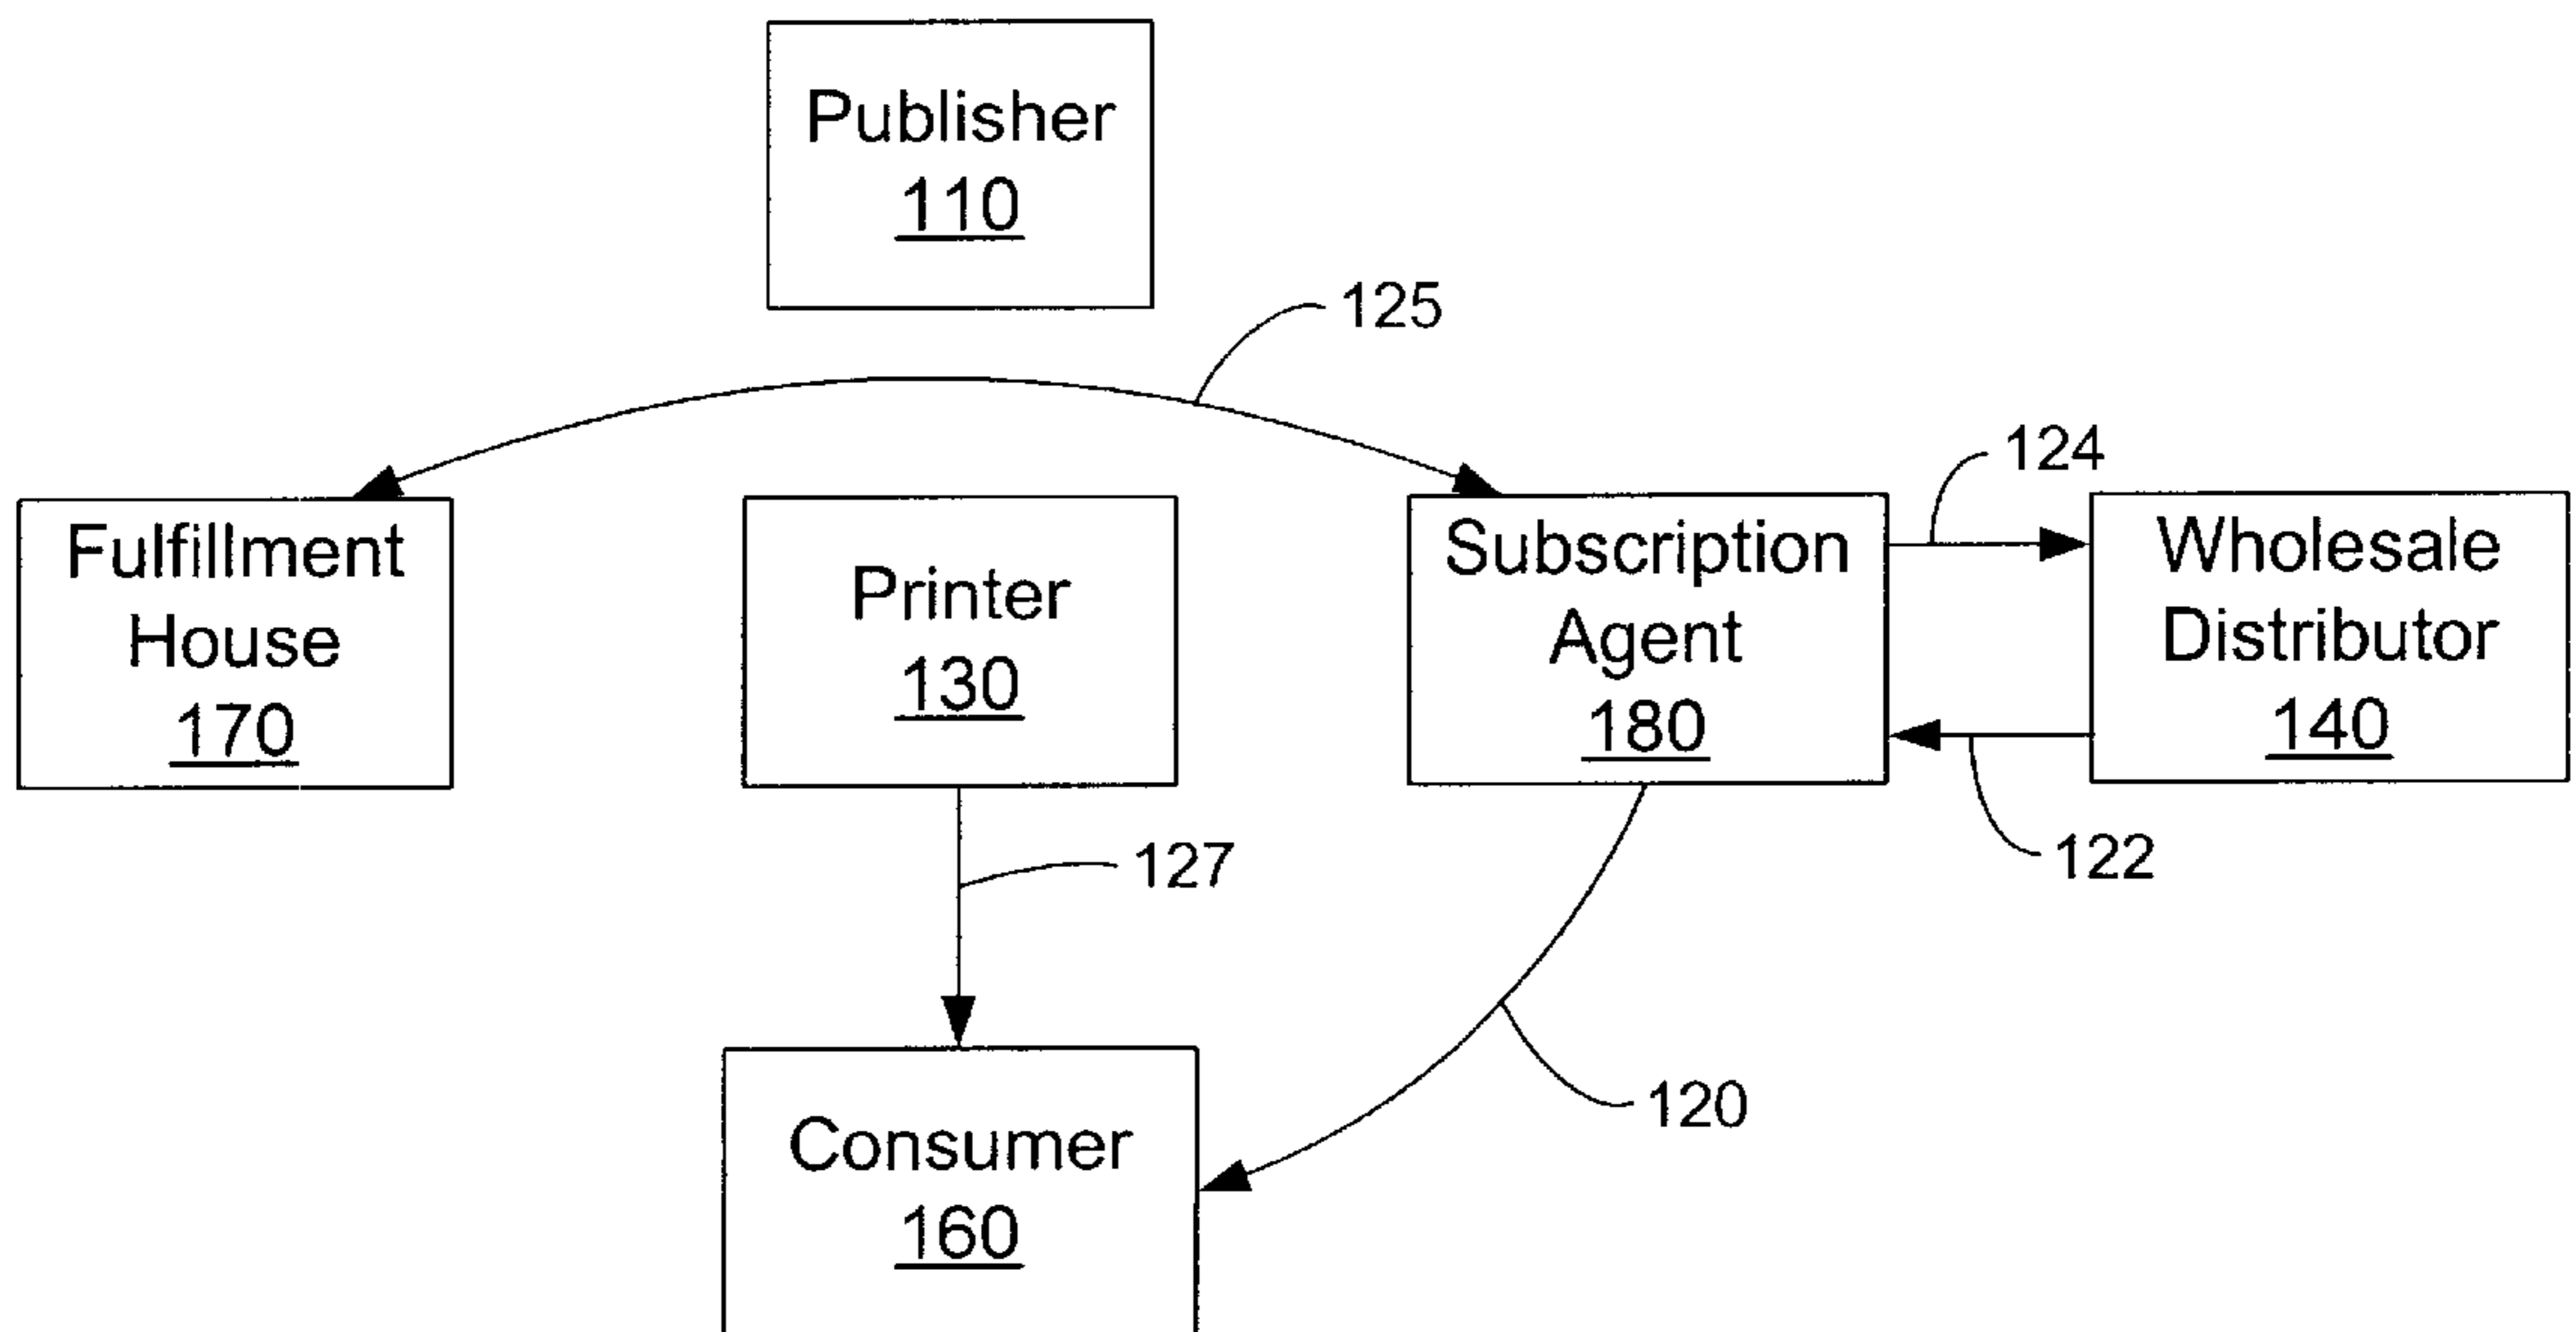 Publisher
110
125
124
Fulfillment
House
170
Printer
130
Subscription
Agent
180
Wholesale
Distributor
140
127
122
120
Consumer
160